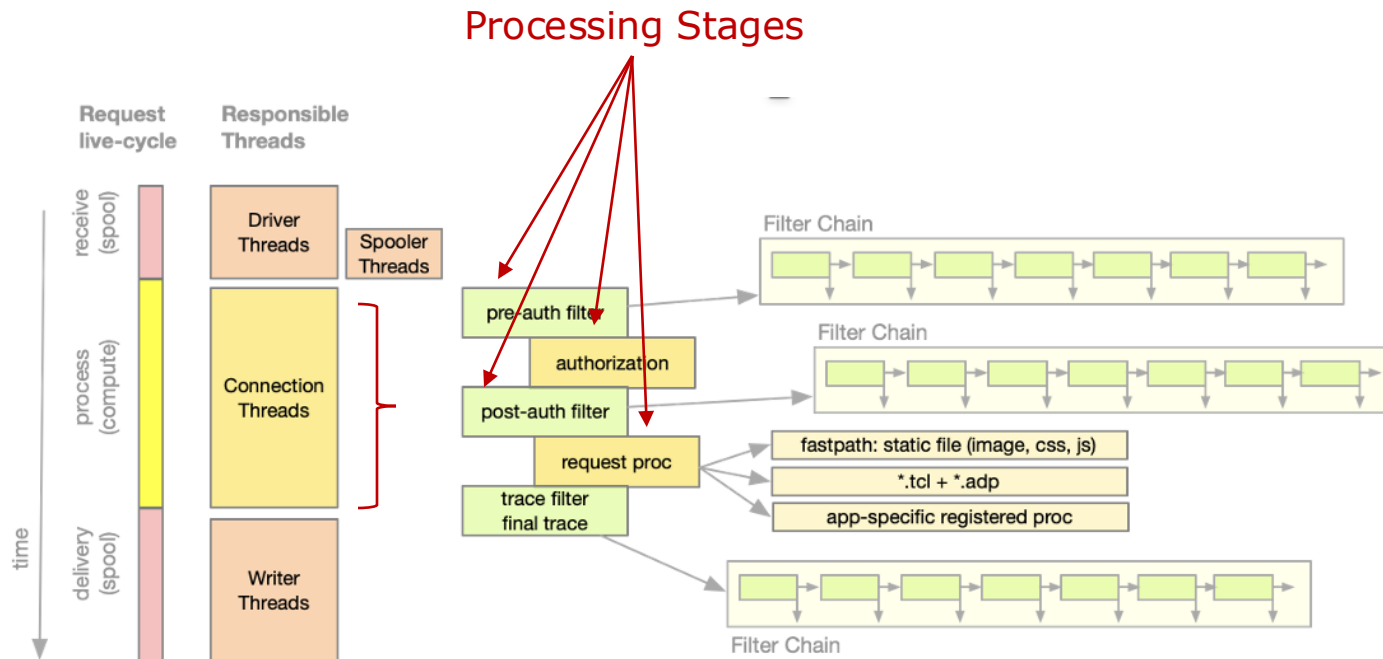 Processing Stages
Request
live-cycle
Responsible
Threads
receive
(spool)
Driver
Threads
Spooler
Threads
Filter Chain
pre-auth filter
authorization
Filter Chain
process
(compute)
Connection
Threads
post-auth filter
request proc
fastpath: static file (image, css, js)
*.tcl + *.adp
app-specific registered proc
trace filter
final trace
time
delivery
(spool)
Writer
Threads
Filter Chain